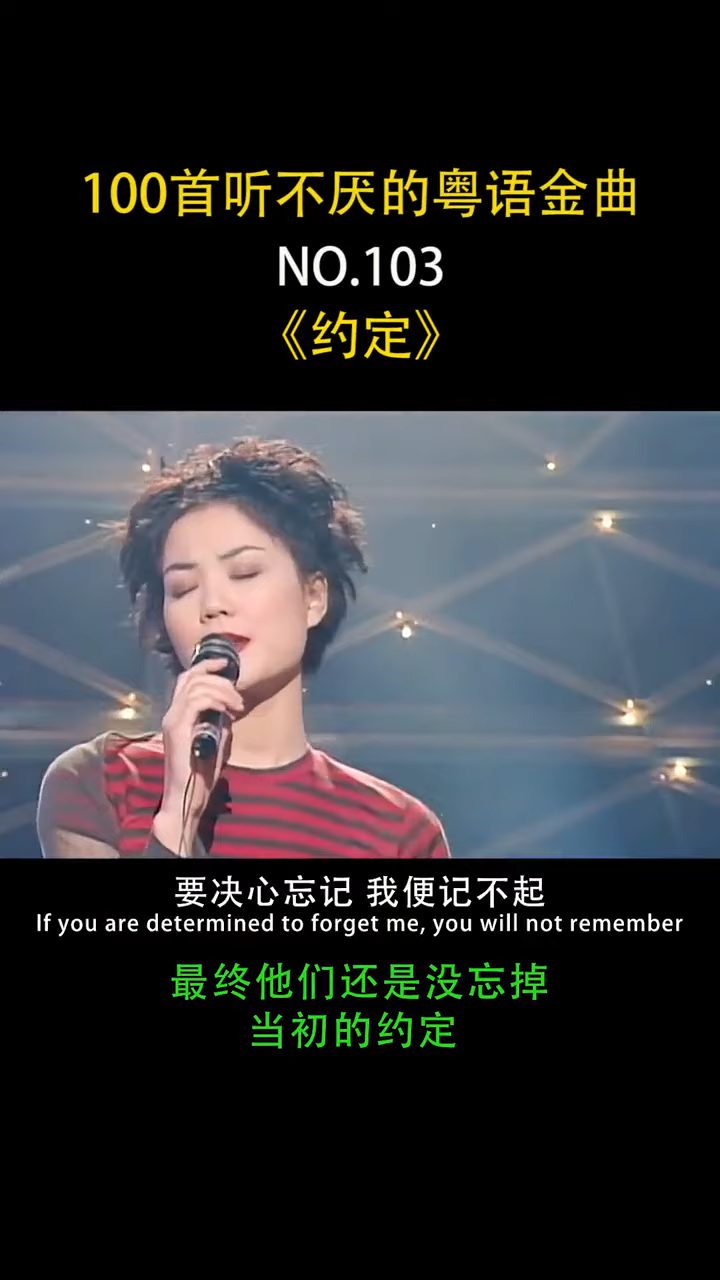 100首听不厌的粤语金曲
NO.103
《约定》
要决心忘记 我便记不起
If you are determined to forget me, you will not remember
最终他们还是没忘掉
当初的约定